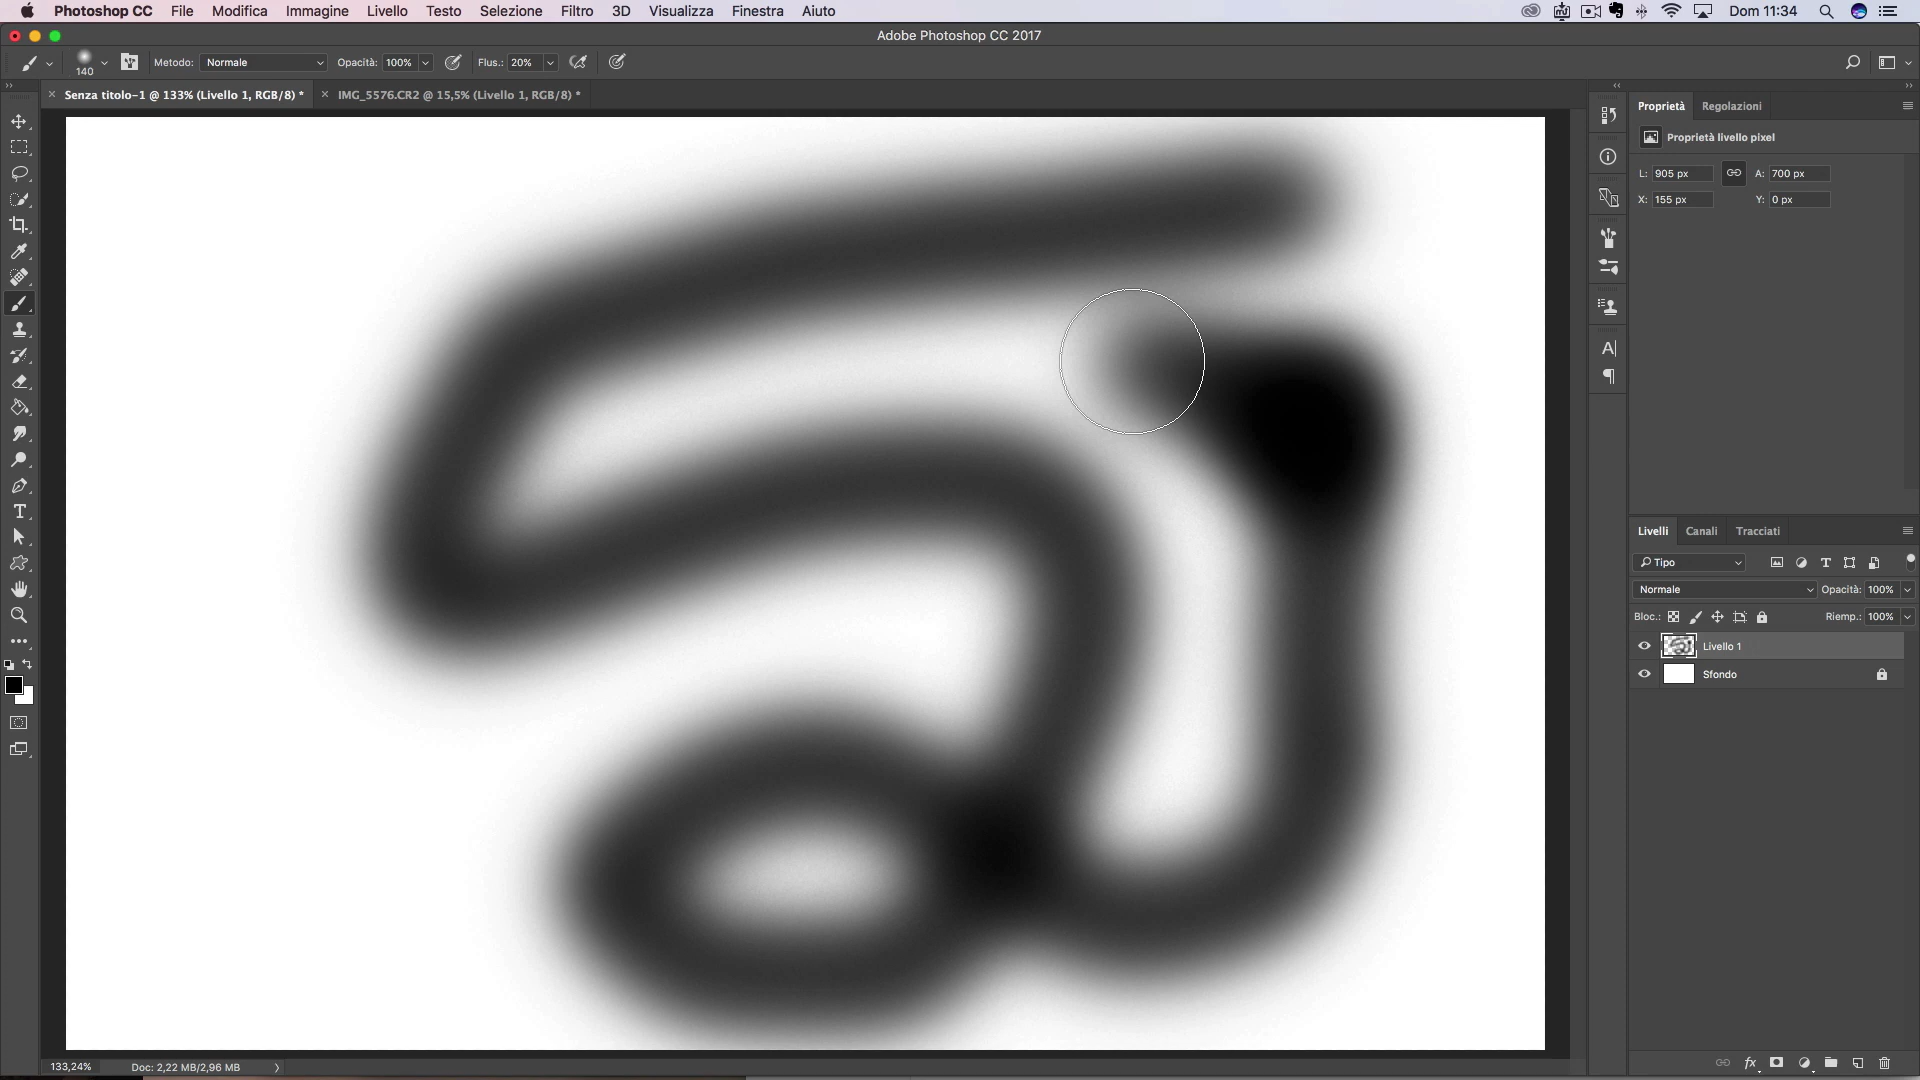 Photoshop CC File Modifica Immagine Livello Testo Selezione Filtro 3D Visualizza Finestra Aiuto Dom 11:34
Adobe Photoshop CC 2017
140 Metodo: Normale Opacità: 100% Flus.: 20%
Senza titolo-1 @ 133% (Livello 1, RGB/8) * IMG_5576.CR2 @ 15,5% (Livello 1, RGB/8) *
Proprietà Regolazioni
Proprietà livello pixel
L: 905 px A: 700 px
X: 155 px Y: 0 px
Livelli Canali Tracciati
Tipo
Normale Opacità: 100%
Bloc.: Riemp.: 100%
Livello 1
Sfondo
133,24% Doc: 2,22 MB/2,96 MB